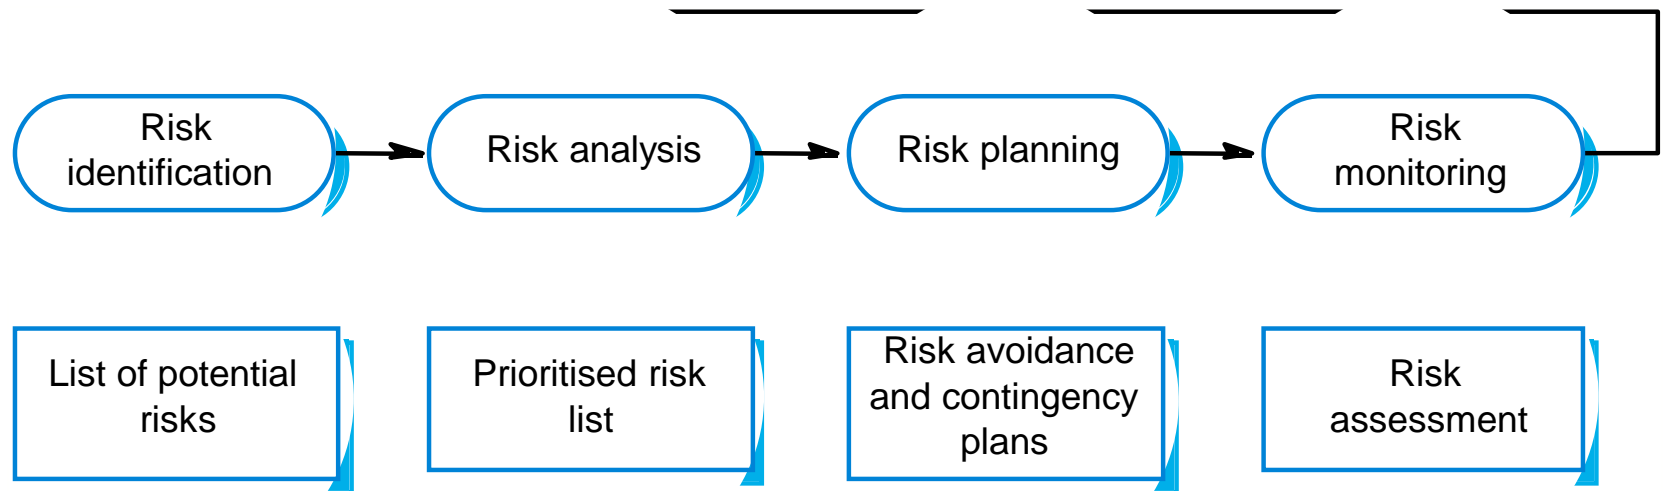 Risk
identification
Risk analysis
Risk planning
Risk
monitoring
List of potential
risks
Prioritised risk
list
Risk avoidance
and contingency
plans
Risk
assessment